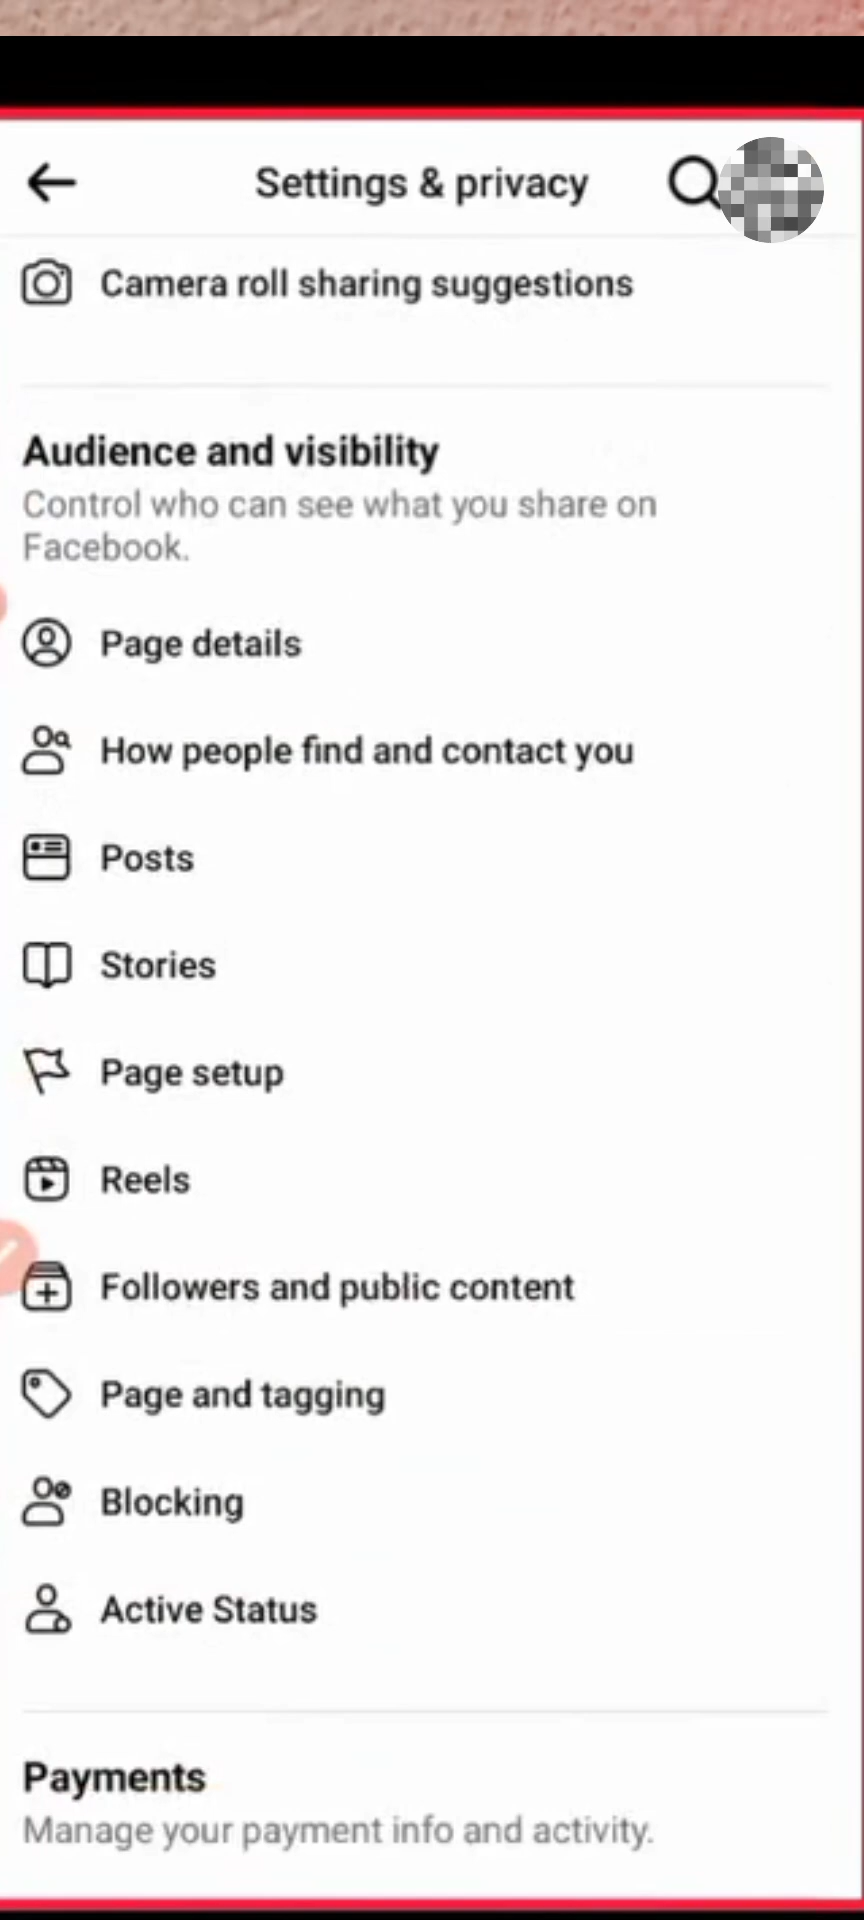 Settings & privacy
Camera roll sharing suggestions
Audience and visibility
Control who can see what you share on
Facebook.
Page details
How people find and contact you
Posts
Stories
Page setup
Reels
Followers and public content
Page and tagging
Blocking
Active Status
Payments
Manage your payment info and activity.